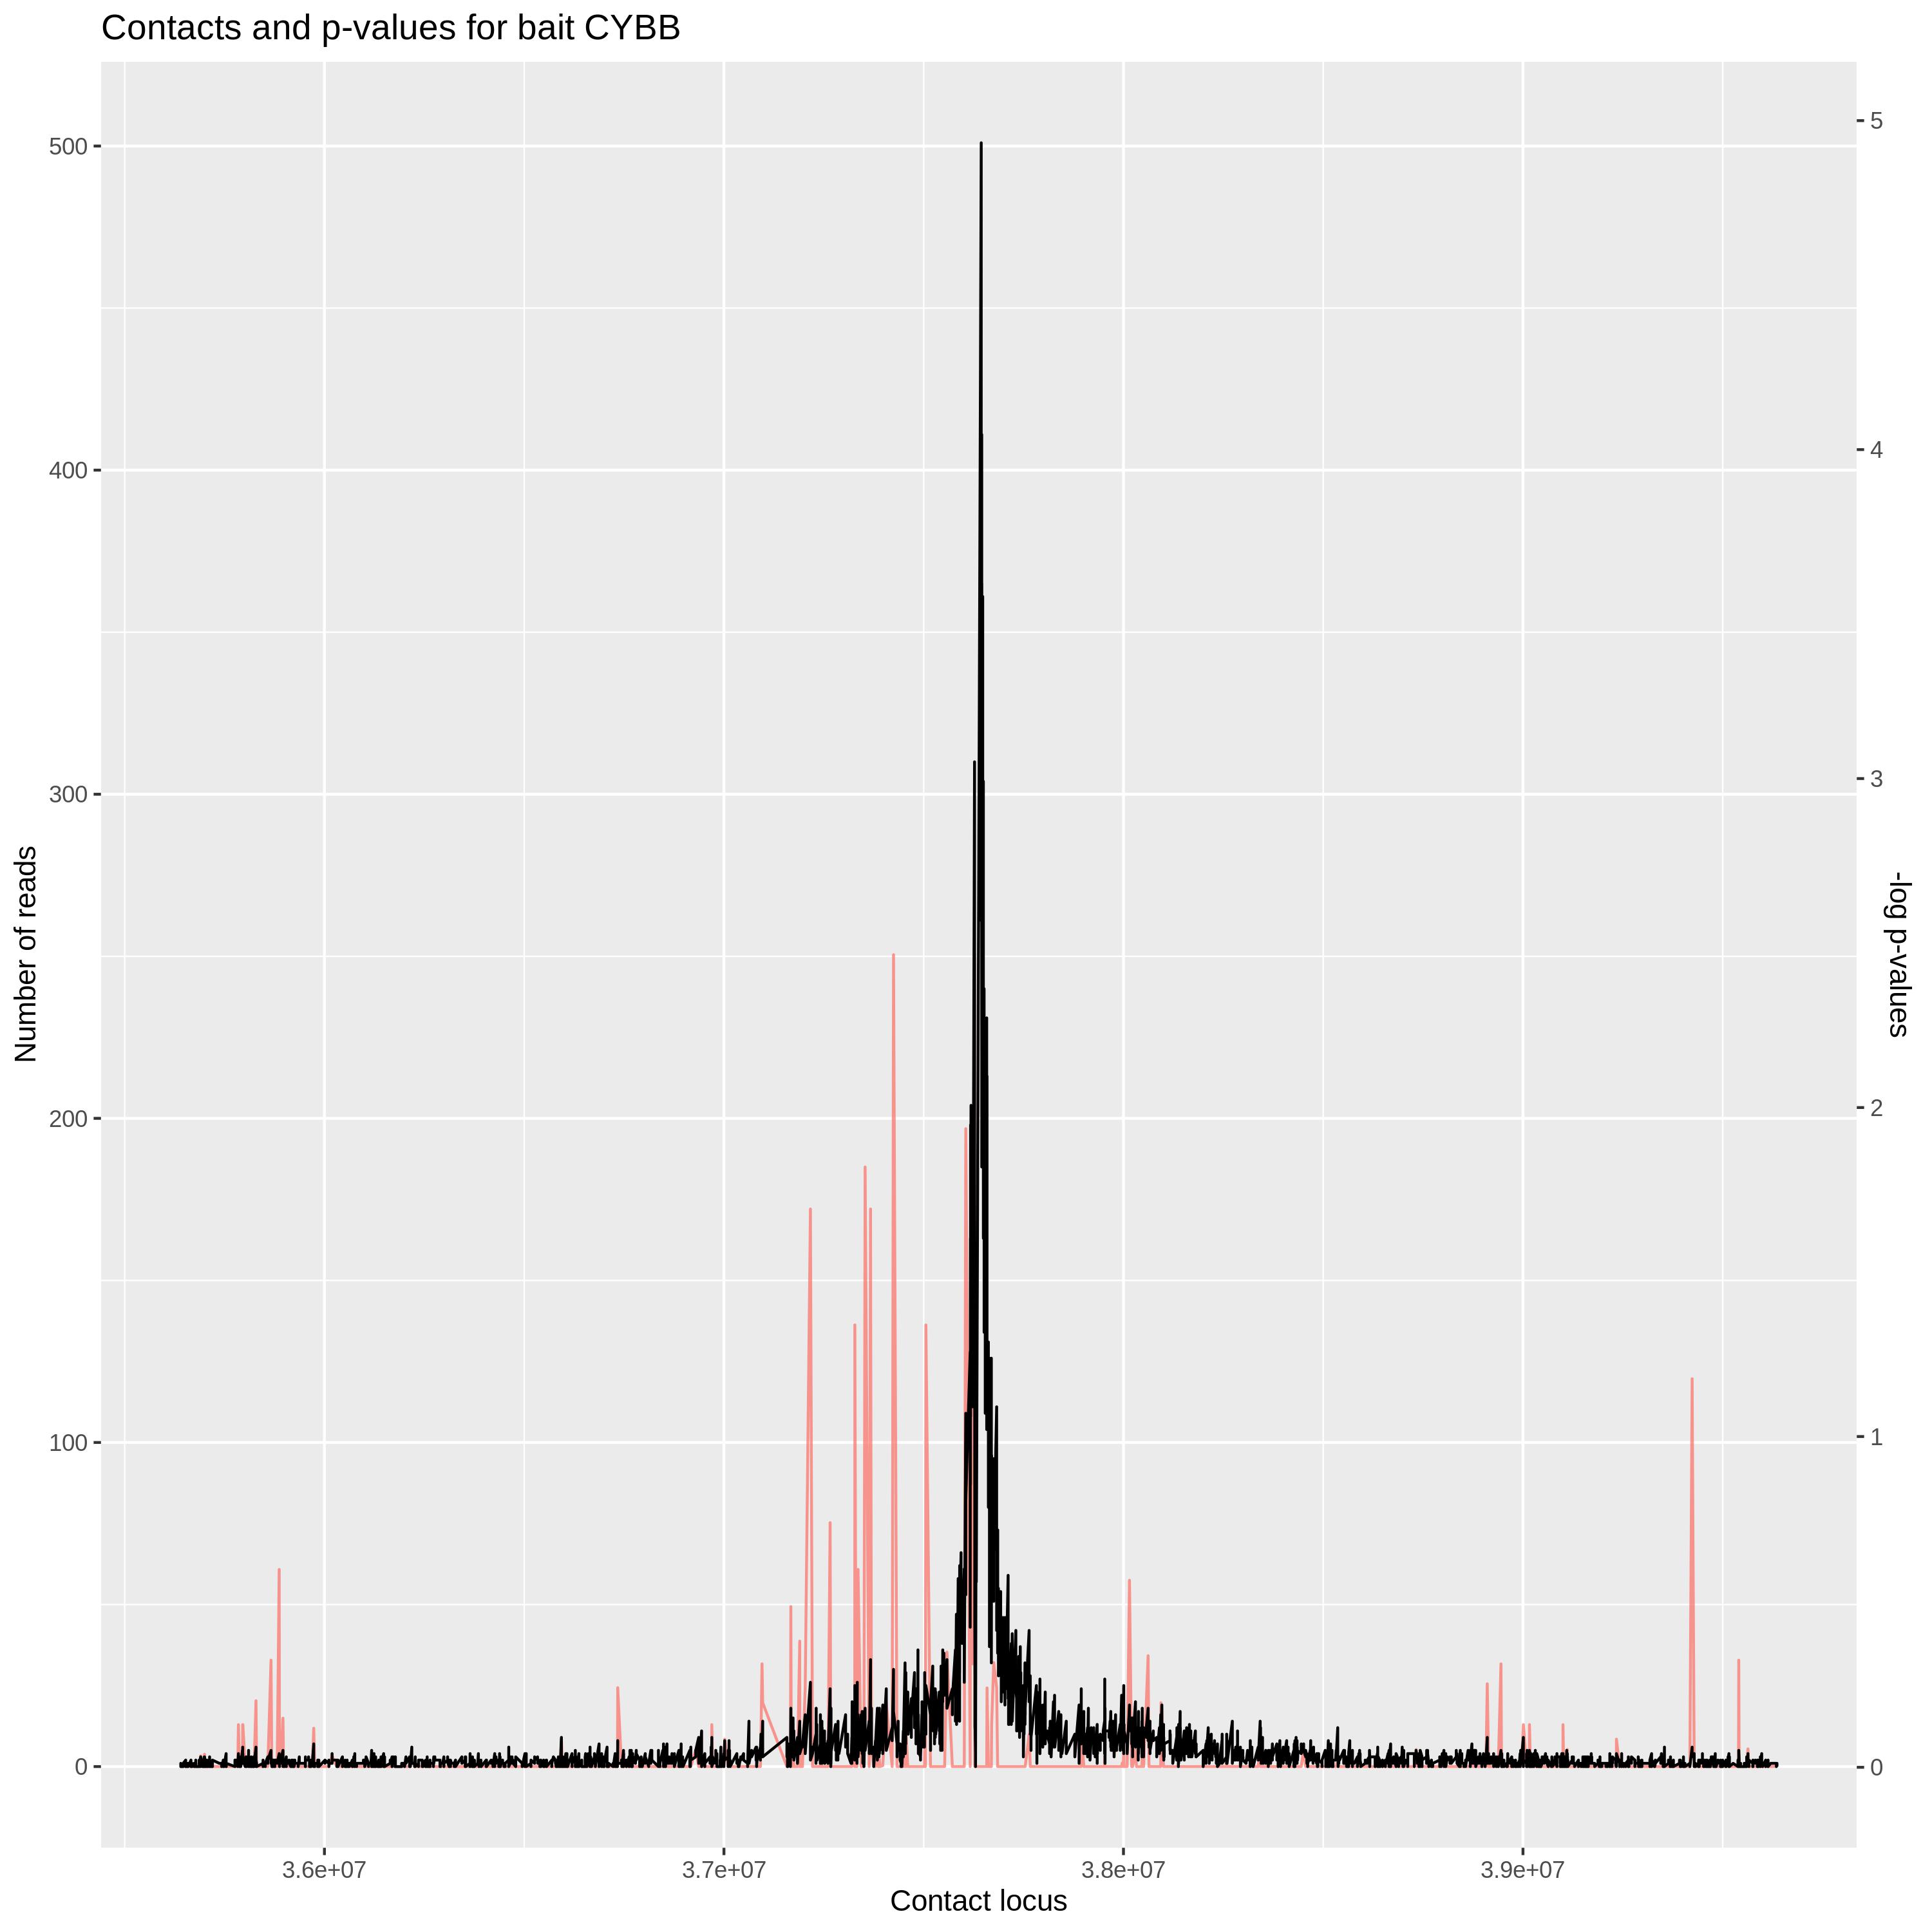 Contacts and p-values for bait CYBB
Number of reads
500
400
300
200
100
0
5
4
3
2
1
0
-log p-values
3.6e+07
3.7e+07
3.8e+07
3.9e+07
Contact locus